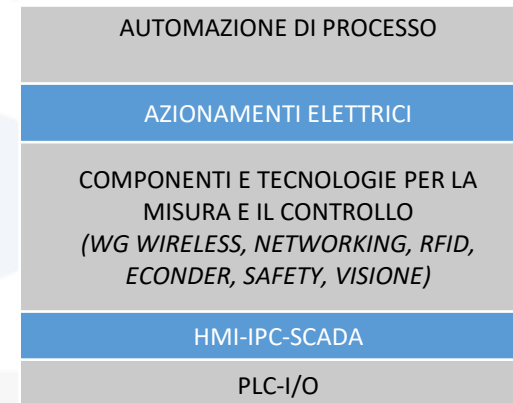 AUTOMAZIONE DI PROCESSO
AZIONAMENTI ELETTRICI
COMPONENTI E TECNOLOGIE PER LA
MISURA E IL CONTROLLO
(WG WIRELESS, NETWORKING, RFID,
ECONDER, SAFETY, VISIONE)
HMI-IPC-SCADA
PLC-I/O